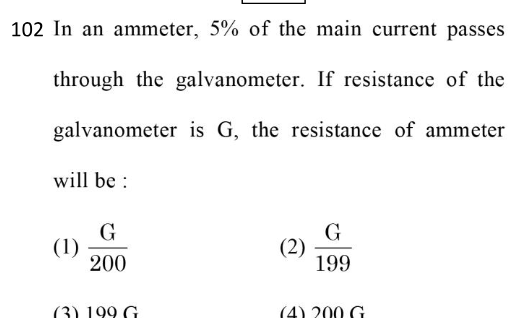 102 In an ammeter, 5% of the main current passes
through the galvanometer. If resistance of the
galvanometer is G, the resistance of ammeter
will be :
(1) G/200 (2) G/199
(3) 199 G (4) 200 G